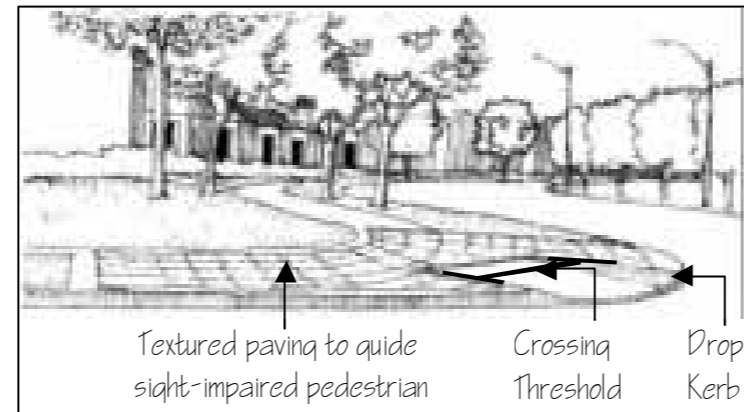 Textured paving to guide
sight-impaired pedestrian
Crossing
Threshold
Drop
Kerb